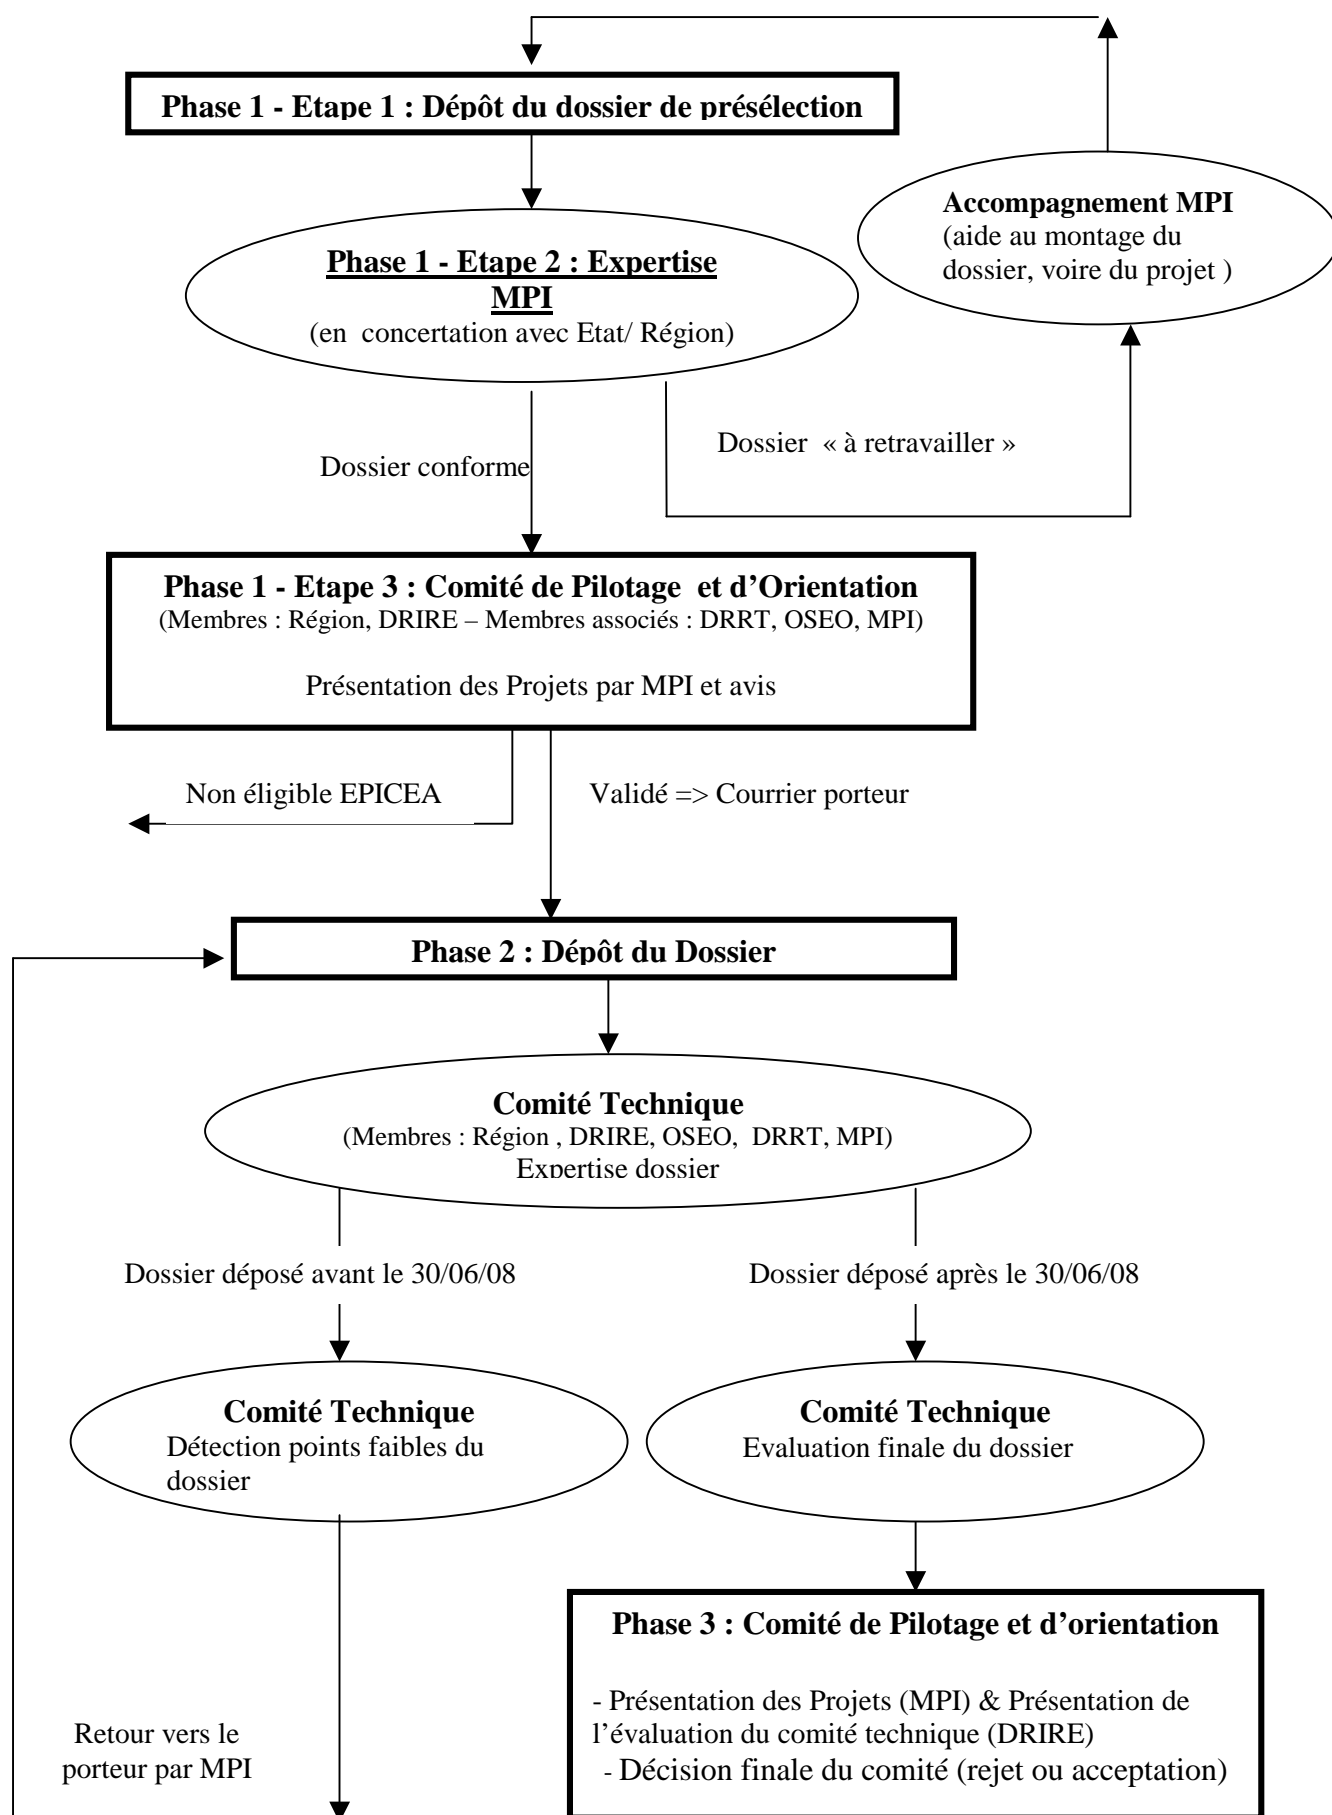 Phase 1 - Etape 1 : Dépôt du dossier de présélection
Accompagnement MPI
(aide au montage du
dossier, voire du projet )
Phase 1 - Etape 2 : Expertise
MPI
(en concertation avec Etat/ Région)
Dossier « à retravailler »
Dossier conforme
Phase 1 - Etape 3 : Comité de Pilotage et d’Orientation
(Membres : Région, DRIRE – Membres associés : DRRT, OSEO, MPI)
Présentation des Projets par MPI et avis
Non éligible EPICEA
Validé => Courrier porteur
Phase 2 : Dépôt du Dossier
Comité Technique
(Membres : Région , DRIRE, OSEO, DRRT, MPI)
Expertise dossier
Dossier déposé avant le 30/06/08
Dossier déposé après le 30/06/08
Comité Technique
Détection points faibles du
dossier
Comité Technique
Evaluation finale du dossier
Phase 3 : Comité de Pilotage et d’orientation
- Présentation des Projets (MPI) & Présentation de
l’évaluation du comité technique (DRIRE)
- Décision finale du comité (rejet ou acceptation)
Retour vers le
porteur par MPI